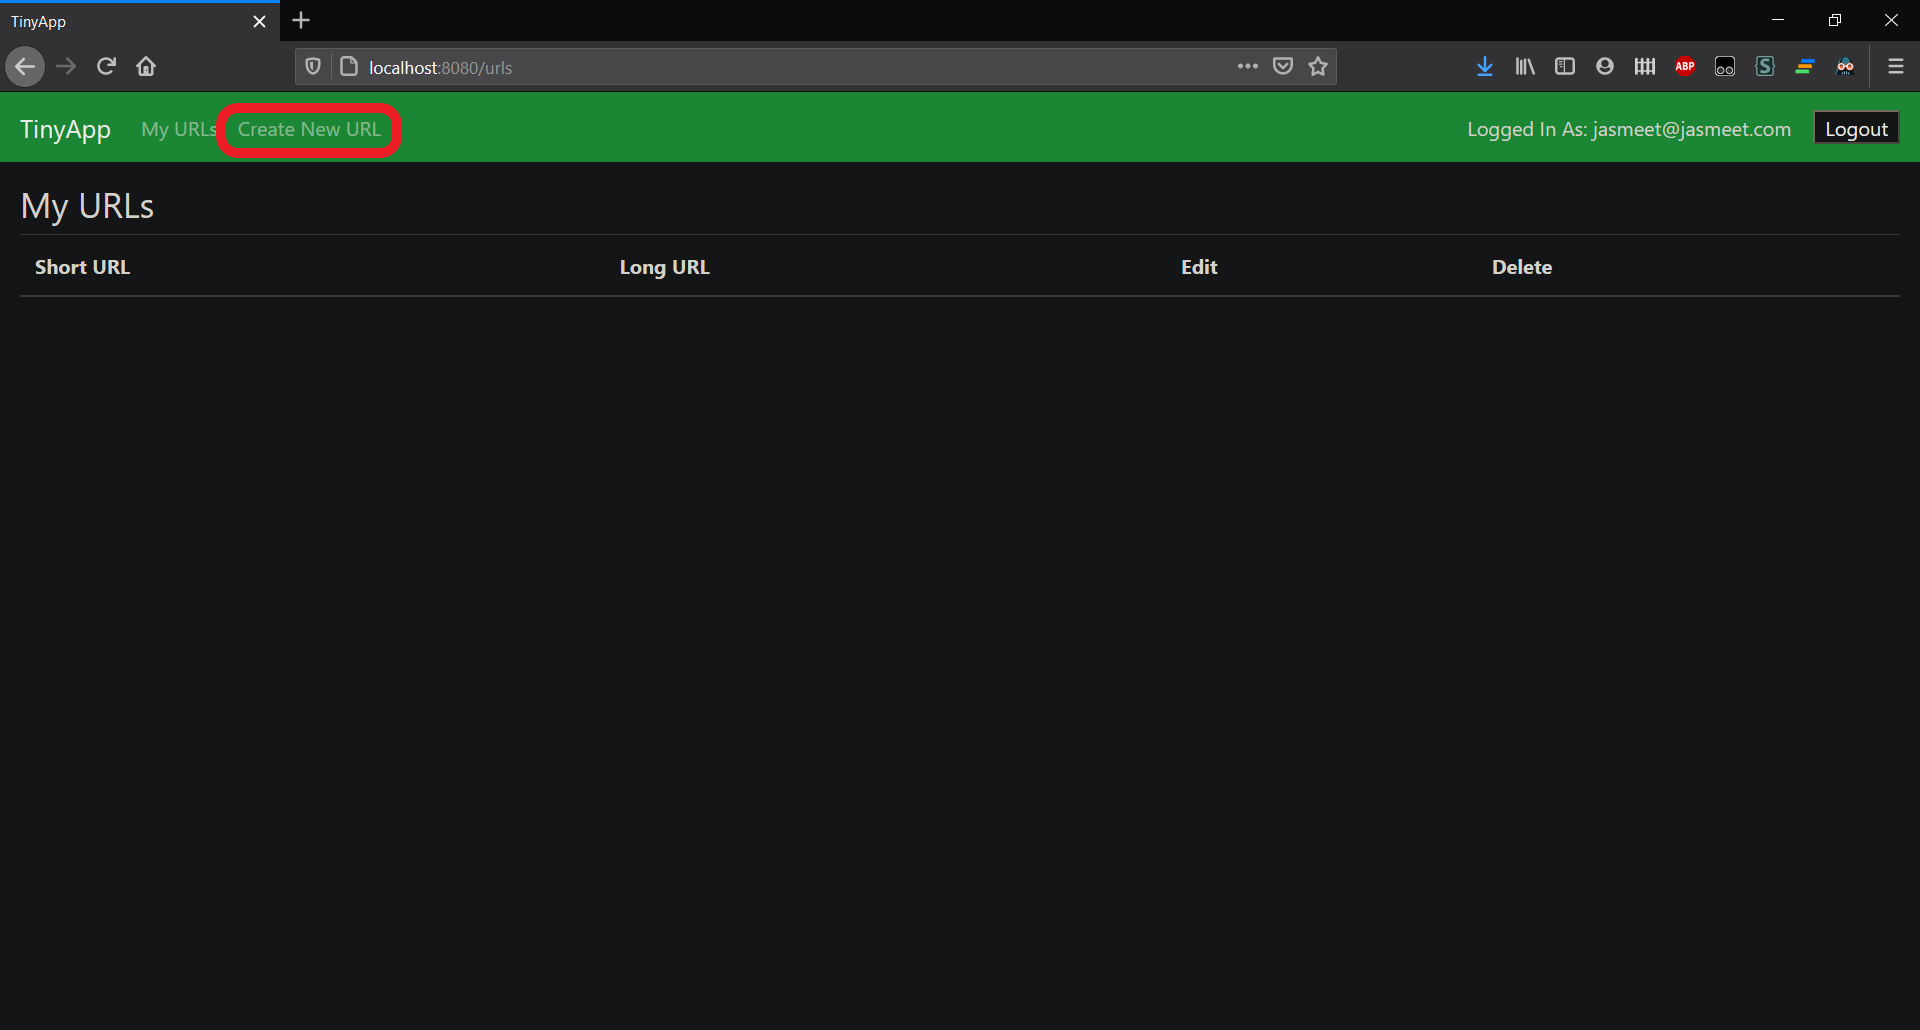 TinyApp
localhost:8080/urls
ABP
TinyApp My URLs Create New URL Logged In As: jasmeet@jasmeet.com Logout
My URLs
Short URL Long URL Edit Delete